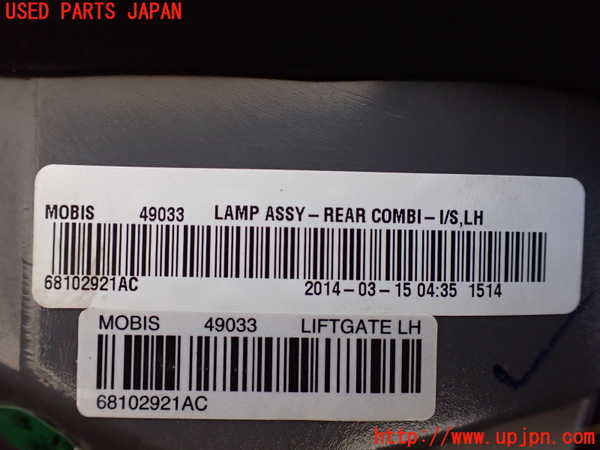 USED PARTS JAPAN
MOBIS 49033 LAMP ASSY-REAR COMBI-I/S,LH
68102921AC 2014-03-15 04:35 1514
MOBIS 49033 LIFTGATE LH
68102921AC
http://www.upjpn.com